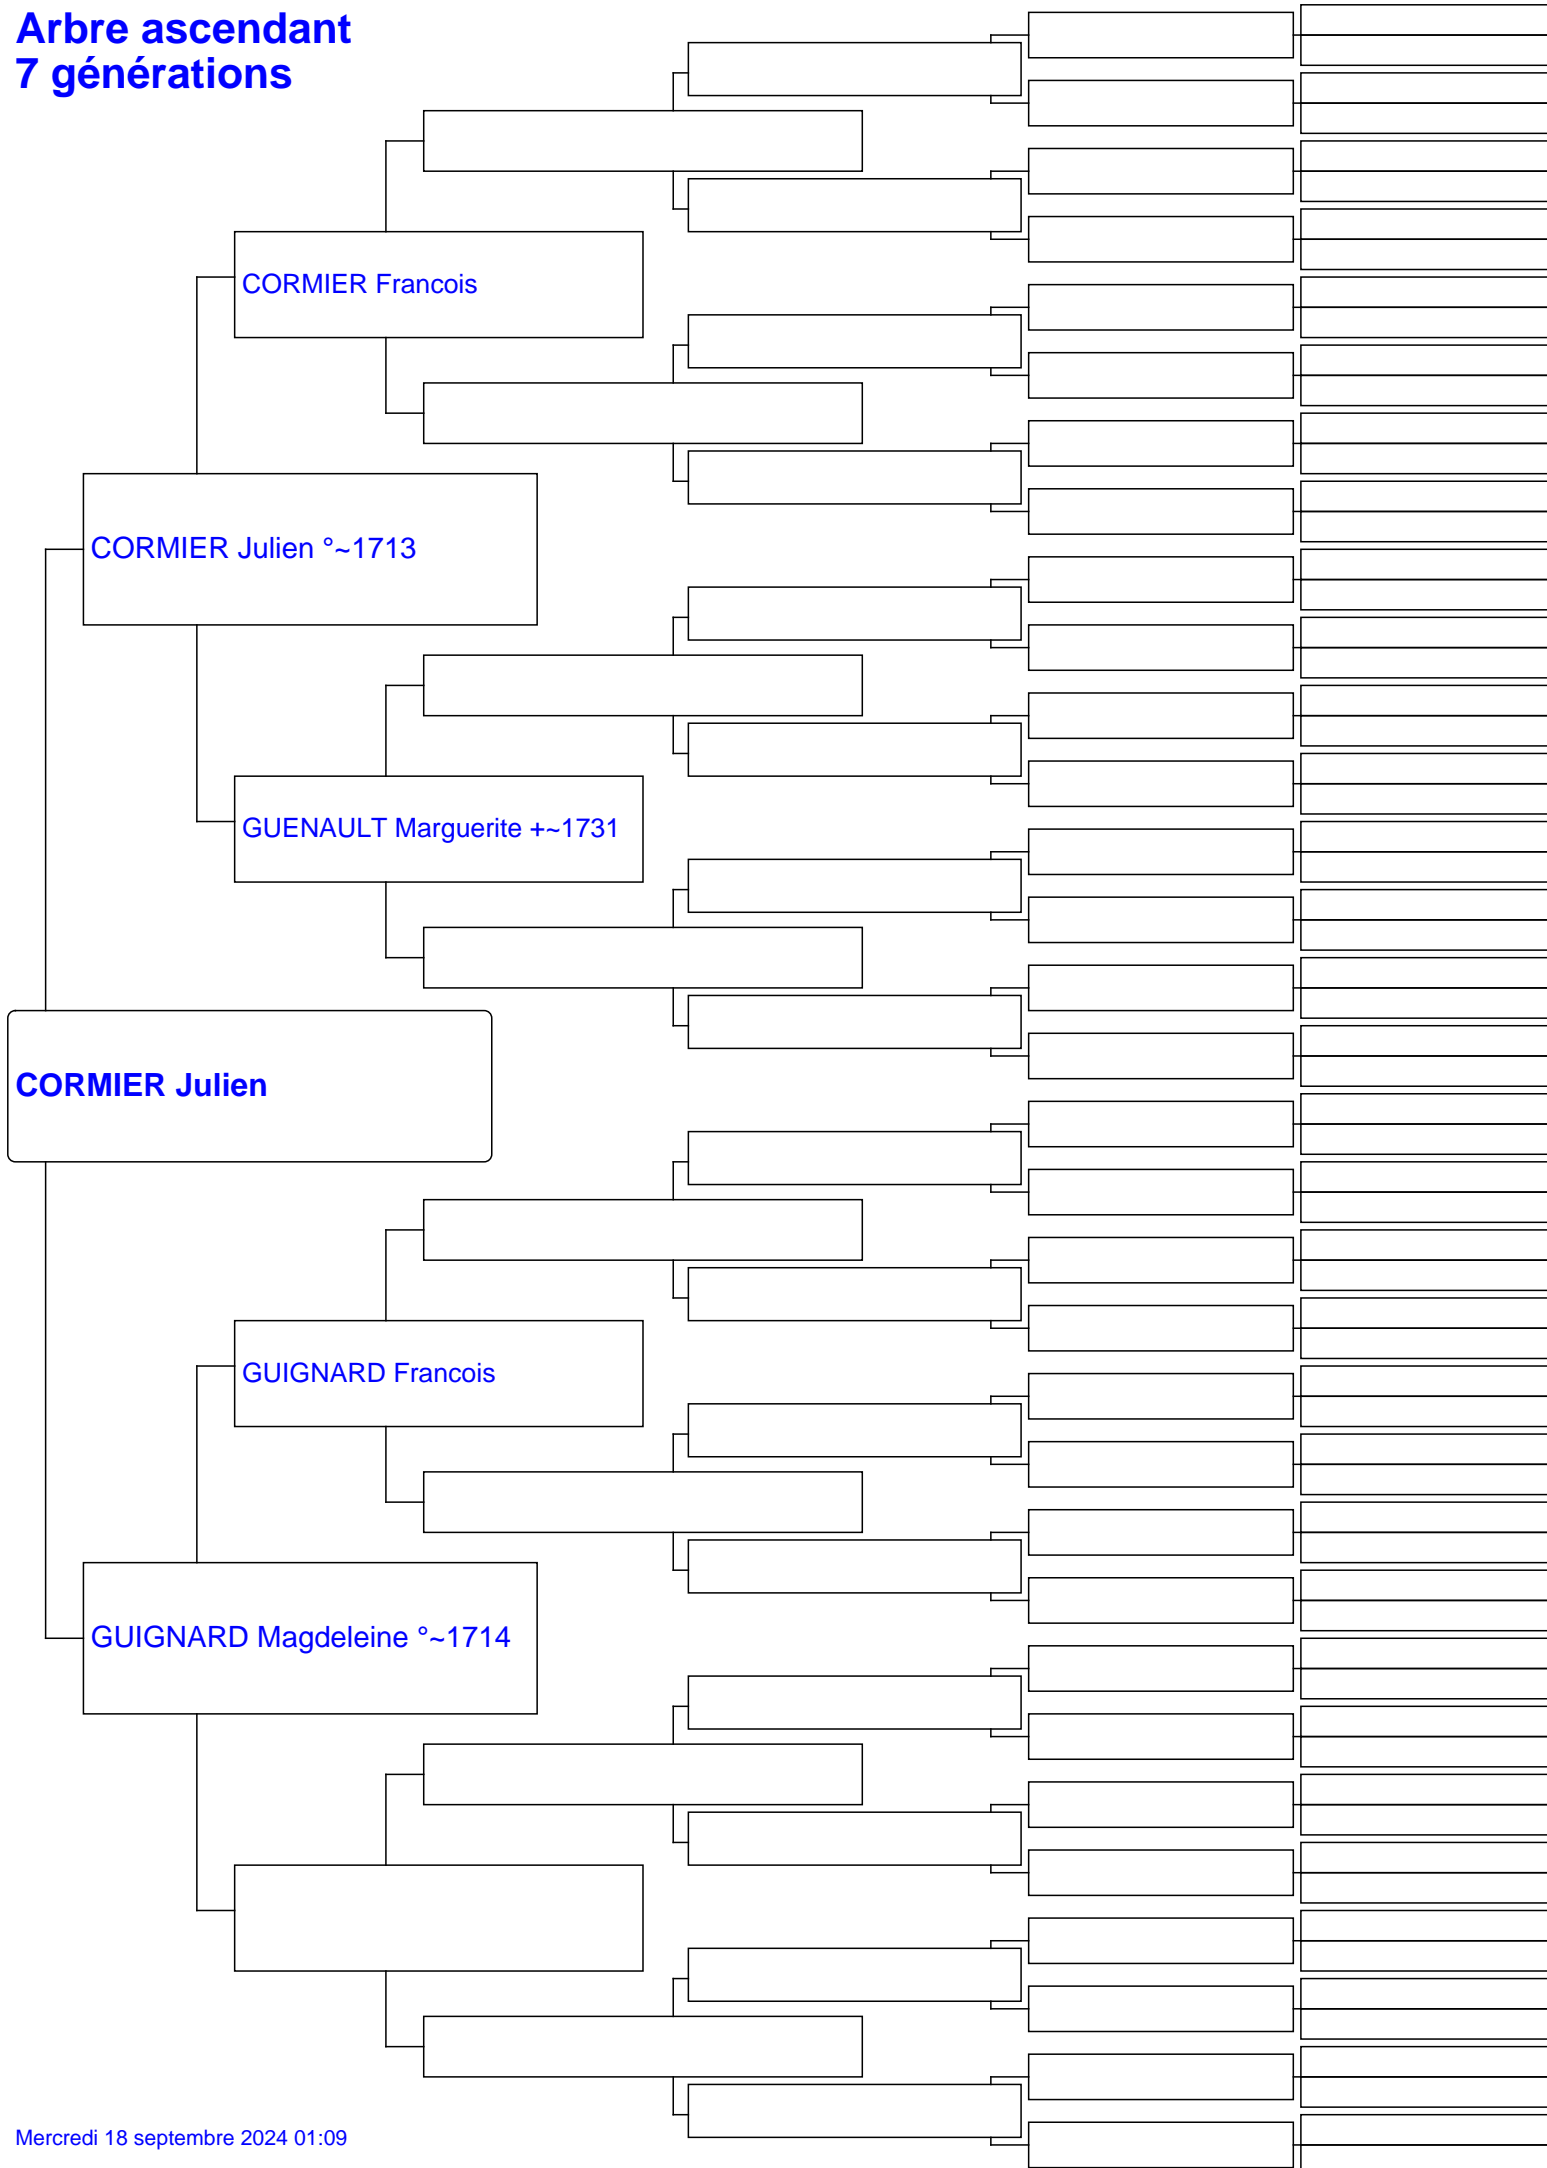 Arbre ascendant
7 générations
CORMIER Francois
CORMIER Julien °~1713
GUENAULT Marguerite +~1731
CORMIER Julien
GUIGNARD Francois
GUIGNARD Magdeleine °~1714
Mercredi 18 septembre 2024 01:09